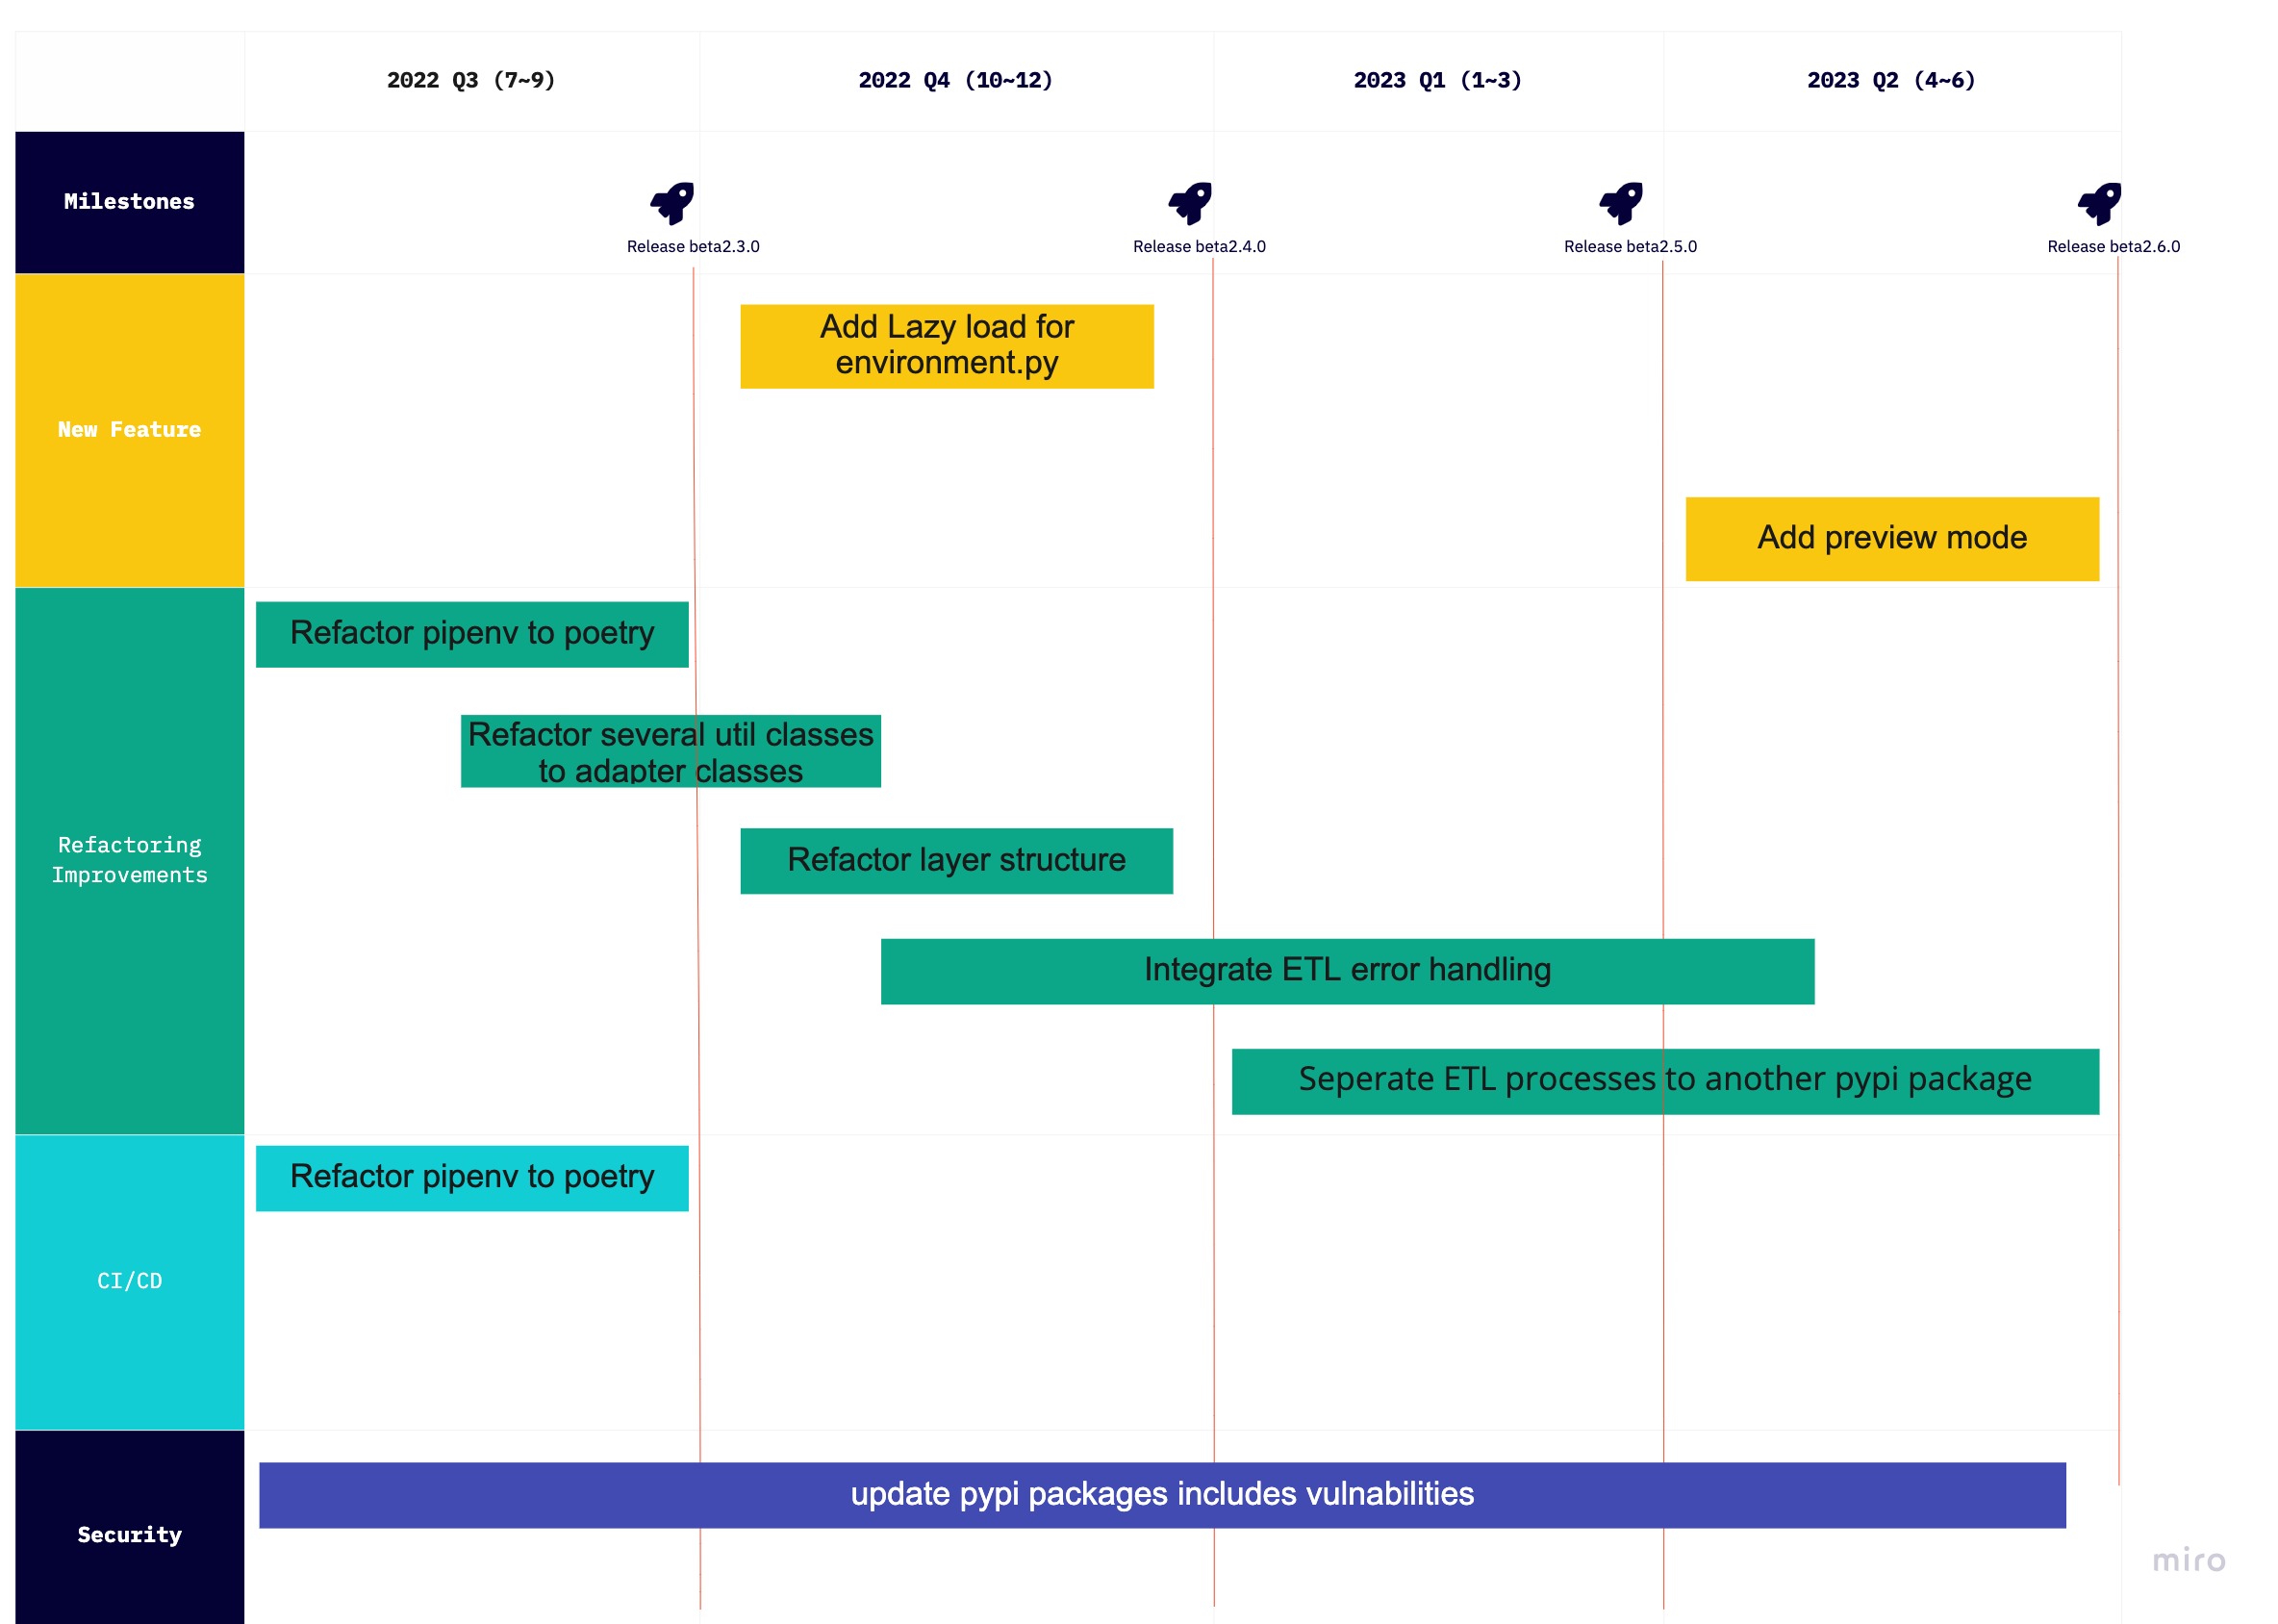 2022 Q3 (7~9)
2022 Q4 (10~12)
2023 Q1 (1~3)
2023 Q2 (4~6)
Milestones
Release beta2.3.0
Release beta2.4.0
Release beta2.5.0
Release beta2.6.0
New Feature
Add Lazy load for
environment.py
Add preview mode
Refactoring
Improvements
Refactor pipenv to poetry
Refactor several util classes
to adapter classes
Refactor layer structure
Integrate ETL error handling
Seperate ETL processes to another pypi package
CI/CD
Refactor pipenv to poetry
Security
update pypi packages includes vulnabilities
miro